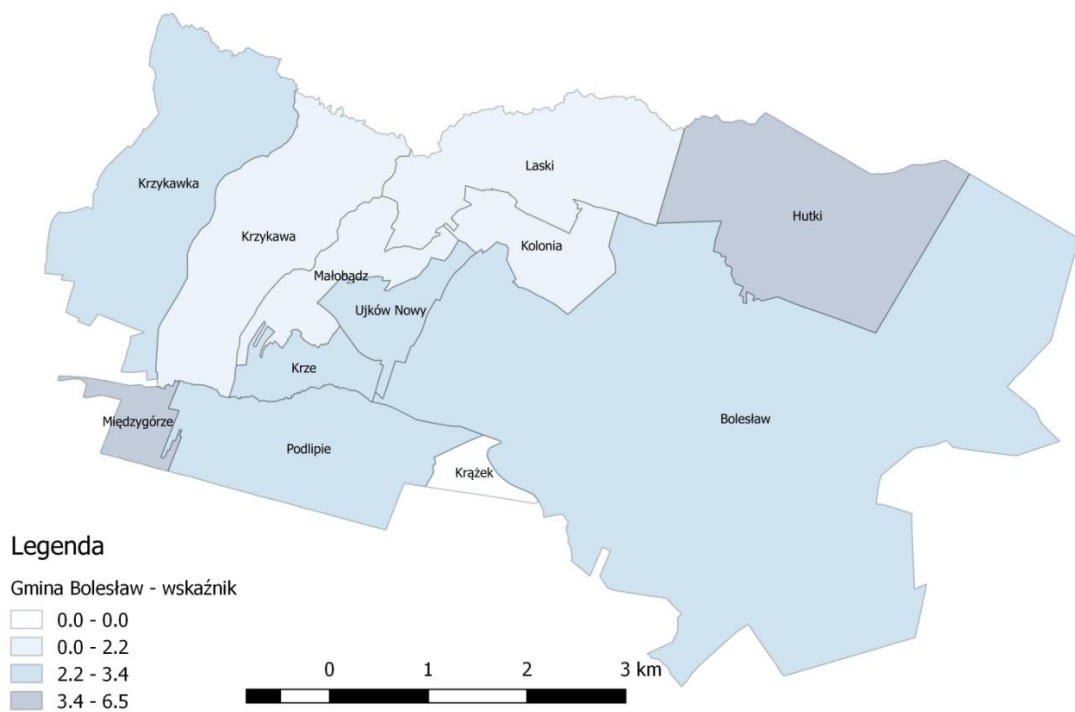 Laski
Krzykawka
Hutki
Krzykawa
Kolonia
Małobądz
Ujków Nowy
Krze
Międzygórze
Bolesław
Podlipie
Krążek
Legenda
Gmina Bolesław - wskaźnik
0.0 - 0.0
0.0 - 2.2
2.2 - 3.4
3.4 - 6.5
0 1 2 3 km